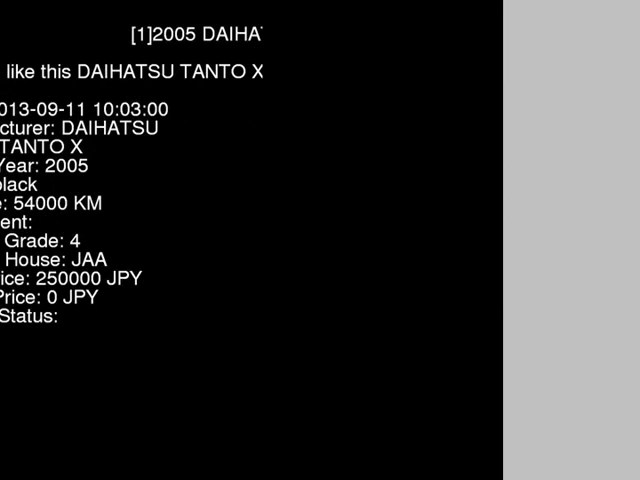 [1]2005 DAIHA
like this DAIHATSU TANTO X
013-09-11 10:03:00
cturer: DAIHATSU
TANTO X
Year: 2005
black
e: 54000 KM
ent:
Grade: 4
House: JAA
ice: 250000 JPY
Price: 0 JPY
Status: